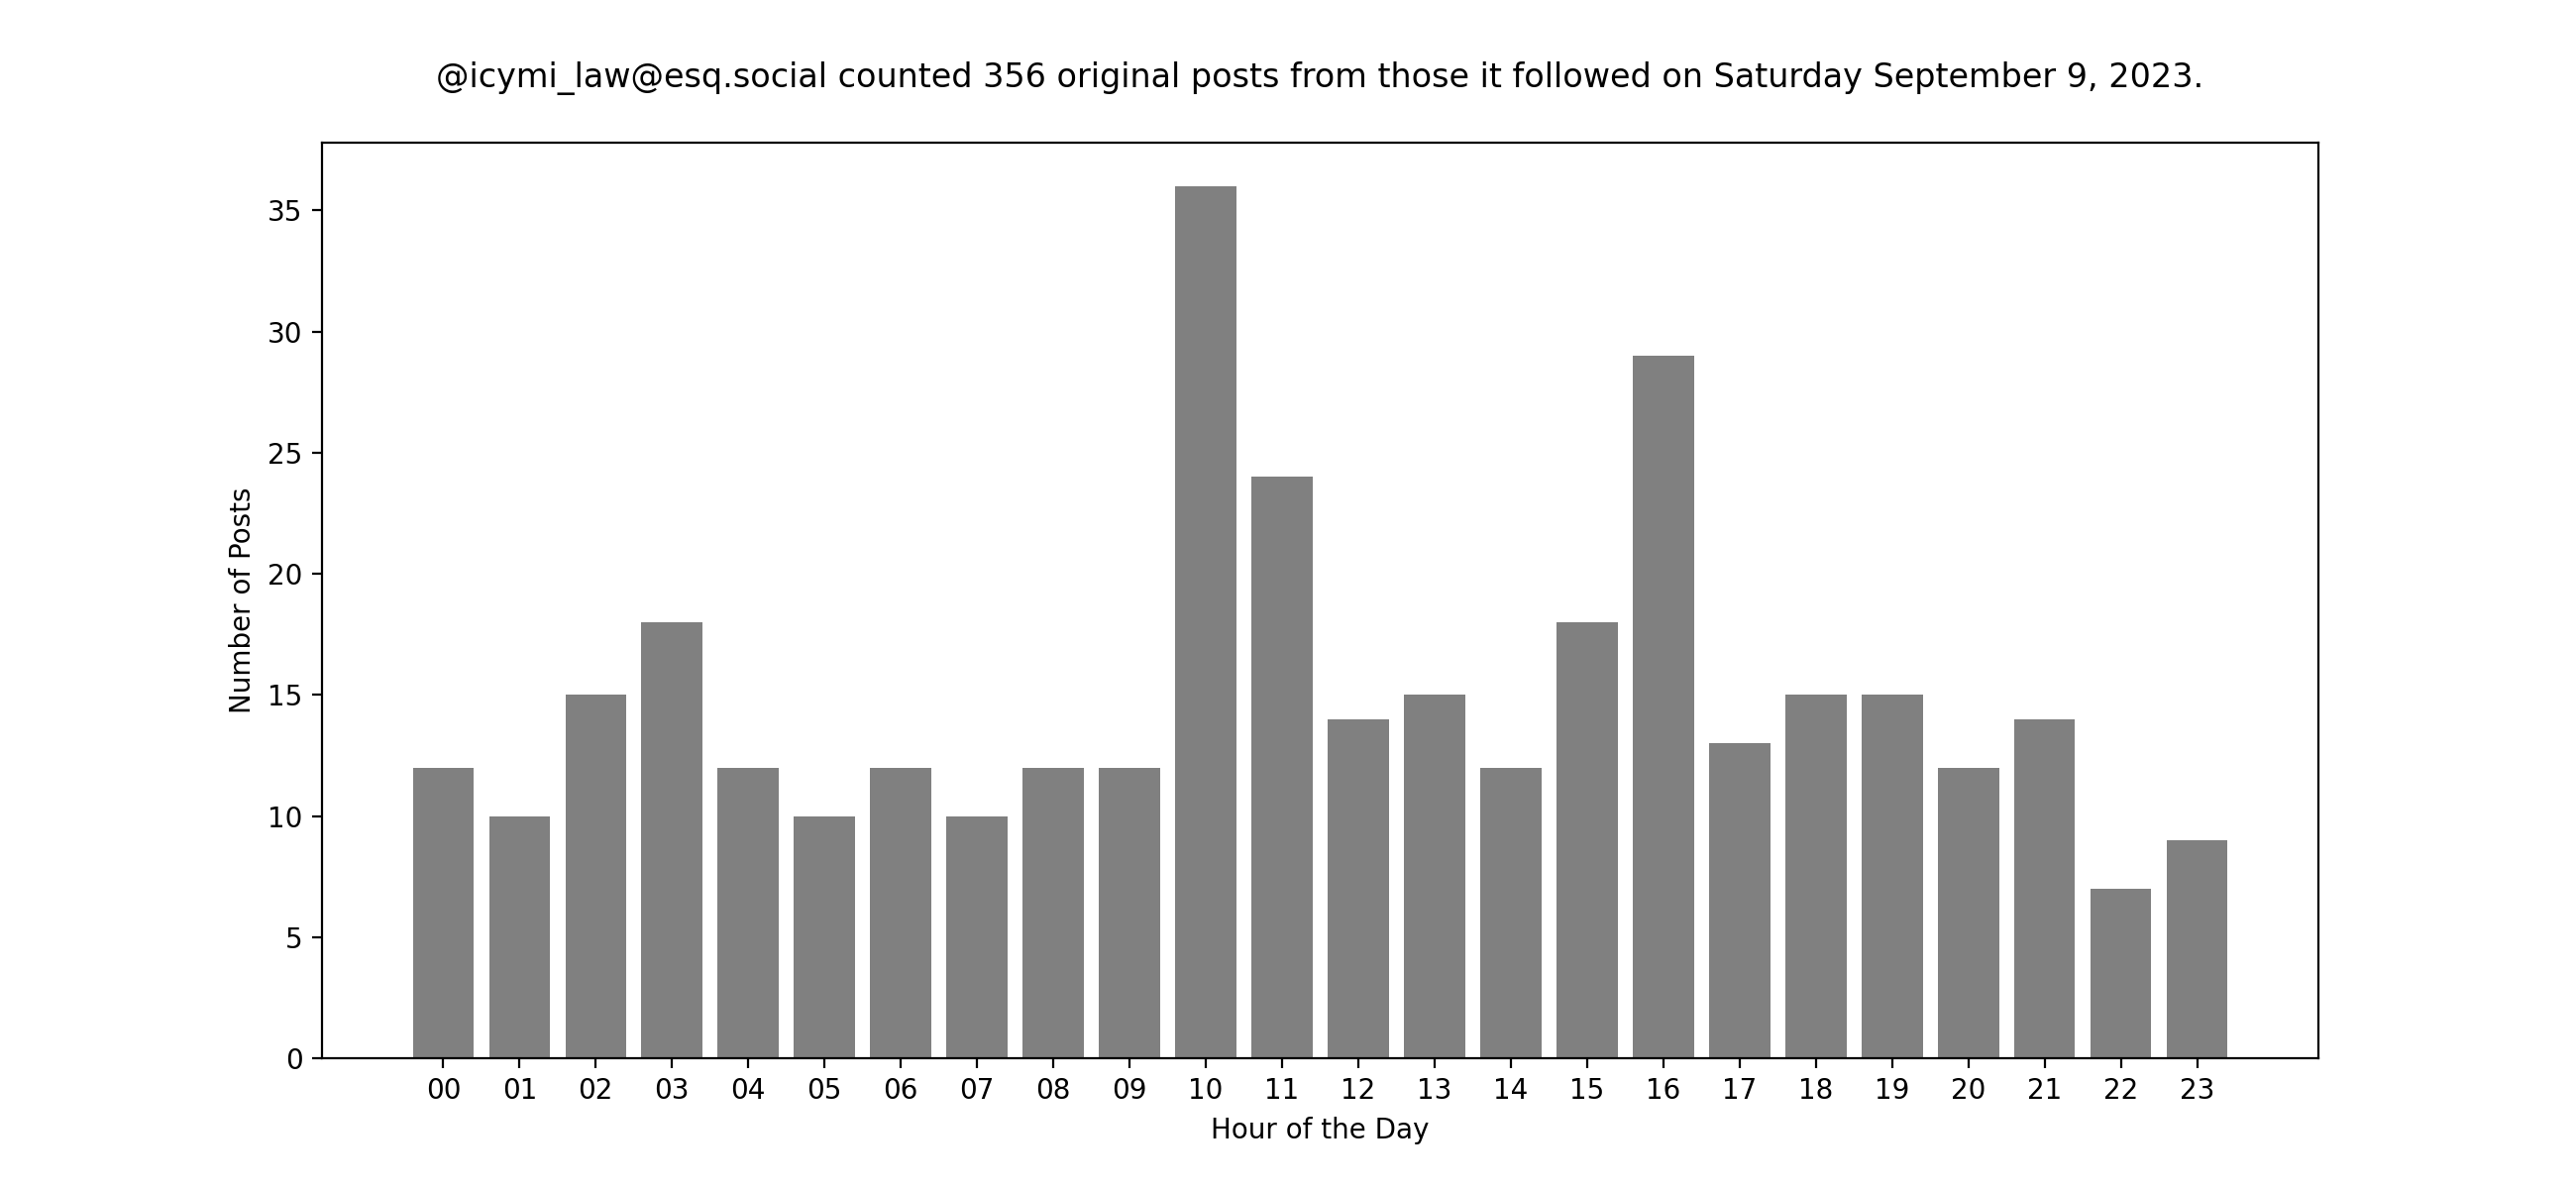 @icymi_law@esq.social counted 356 original posts from those it followed on Saturday September 9, 2023.
35
30
25
20
15
10
5
0
Number of Posts
00 01 02 03 04 05 06 07 08 09 10 11 12 13 14 15 16 17 18 19 20 21 22 23
Hour of the Day